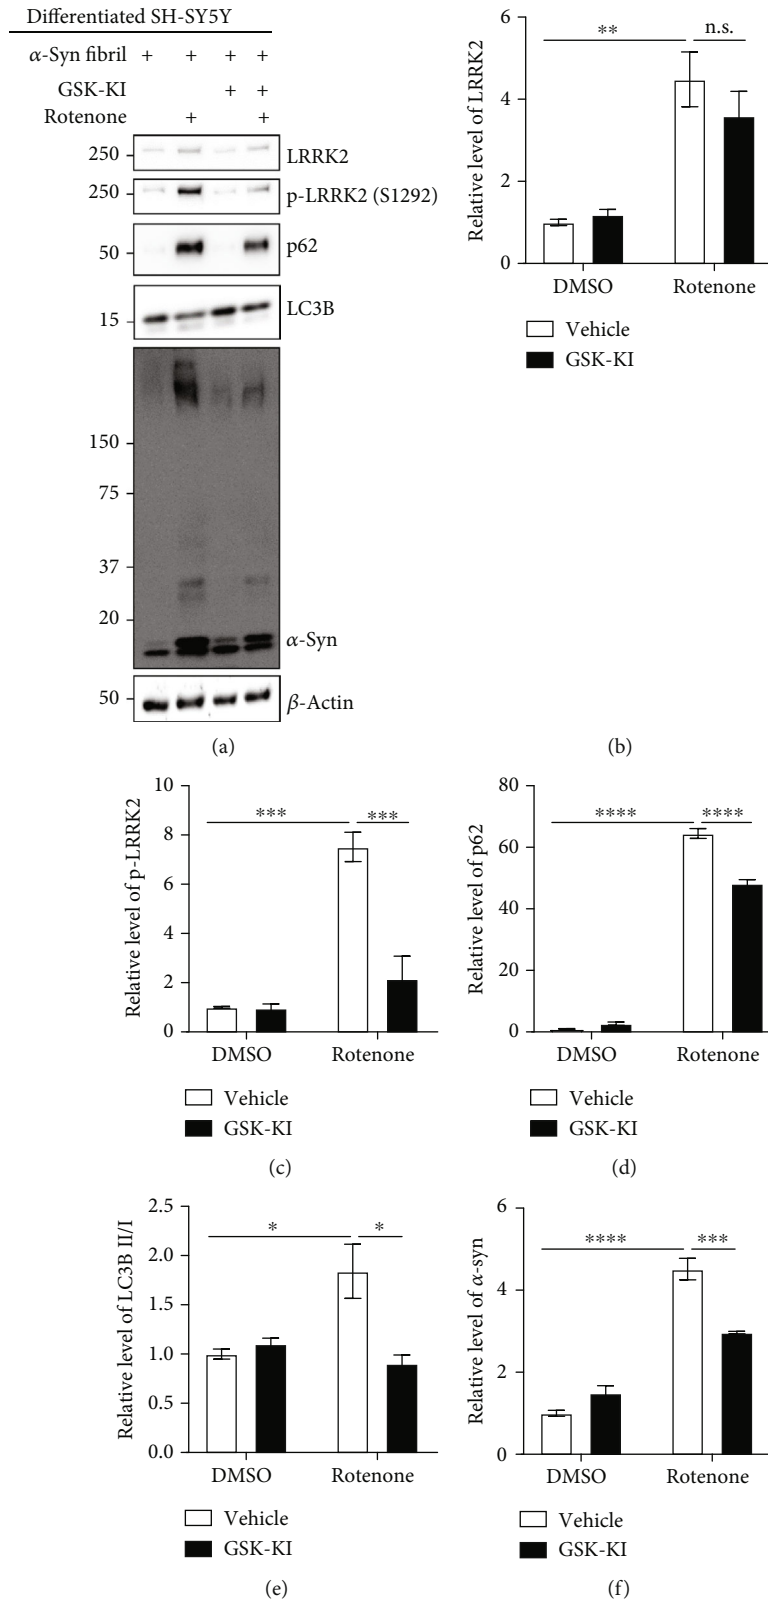 Differentiated SH-SY5Y
α-Syn fibril + + + +
GSK-KI + +
Rotenone + +
250
LRRK2
250
p-LRRK2 (S1292)
50
p62
15
LC3B
150
75
37
20
α-Syn
50
β-Actin
(a)
6
4
2
0
Relative level of LRRK2
**
n.s.
DMSO
Rotenone
Vehicle
GSK-KI
(b)
10
8
6
4
2
0
Relative level of p-LRRK2
***
***
DMSO
Rotenone
Vehicle
GSK-KI
(c)
80
60
40
20
0
Relative level of p62
****
****
DMSO
Rotenone
Vehicle
GSK-KI
(d)
2.5
2.0
1.5
1.0
0.5
0.0
Relative level of LC3B II/I
*
*
DMSO
Rotenone
Vehicle
GSK-KI
(e)
6
4
2
0
Relative level of α-syn
****
***
DMSO
Rotenone
Vehicle
GSK-KI
(f)